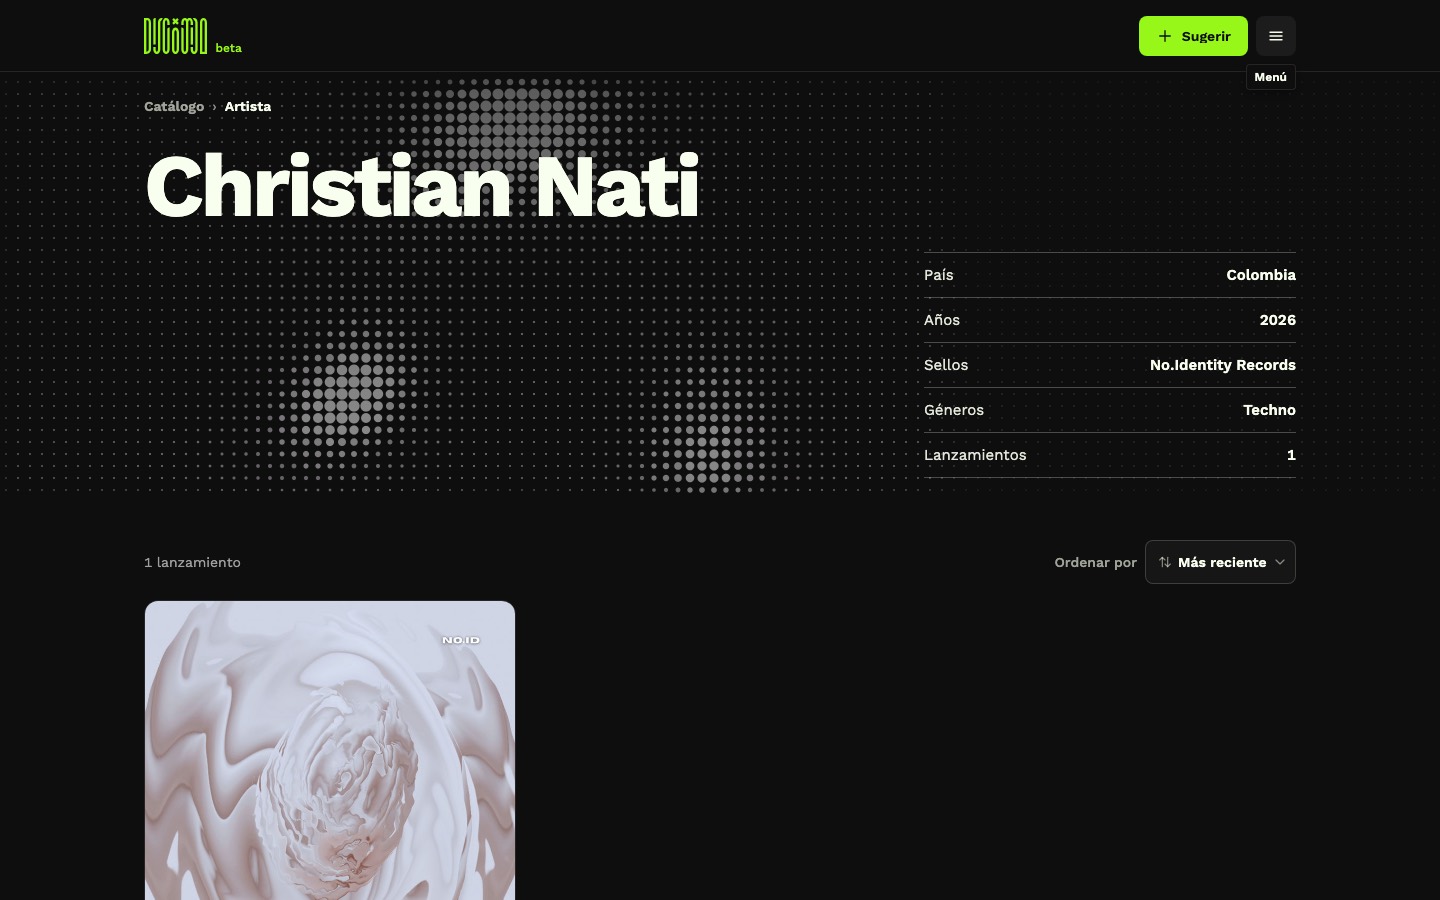 beta
Sugerir
Menú
Catálogo › Artista
Christian Nati
País Colombia
Años 2026
Sellos No.Identity Records
Géneros Techno
Lanzamientos 1
1 lanzamiento
Ordenar por Más reciente
NO.ID